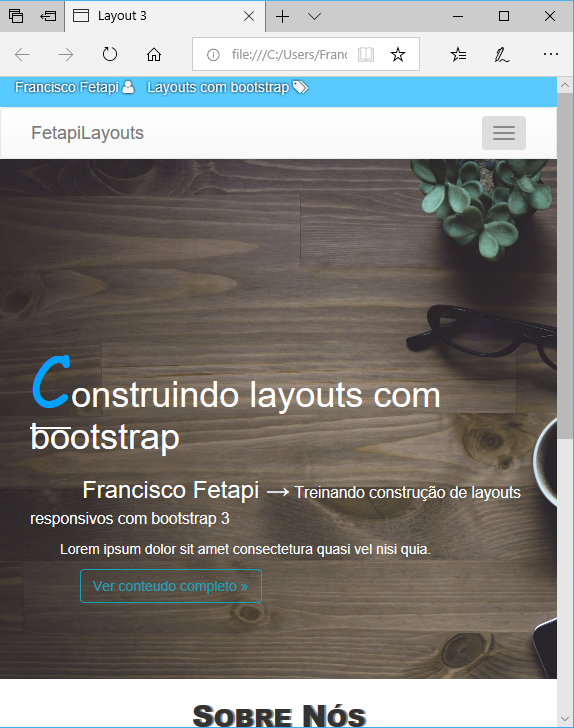 Layout 3
file:///C:/Users/Franc
Francisco Fetapi Layouts com bootstrap
FetapiLayouts
Construindo layouts com
bootstrap
Francisco Fetapi → Treinando construção de layouts
responsivos com bootstrap 3
Lorem ipsum dolor sit amet consectetura quasi vel nisi quia.
Ver conteudo completo »
Sobre Nós